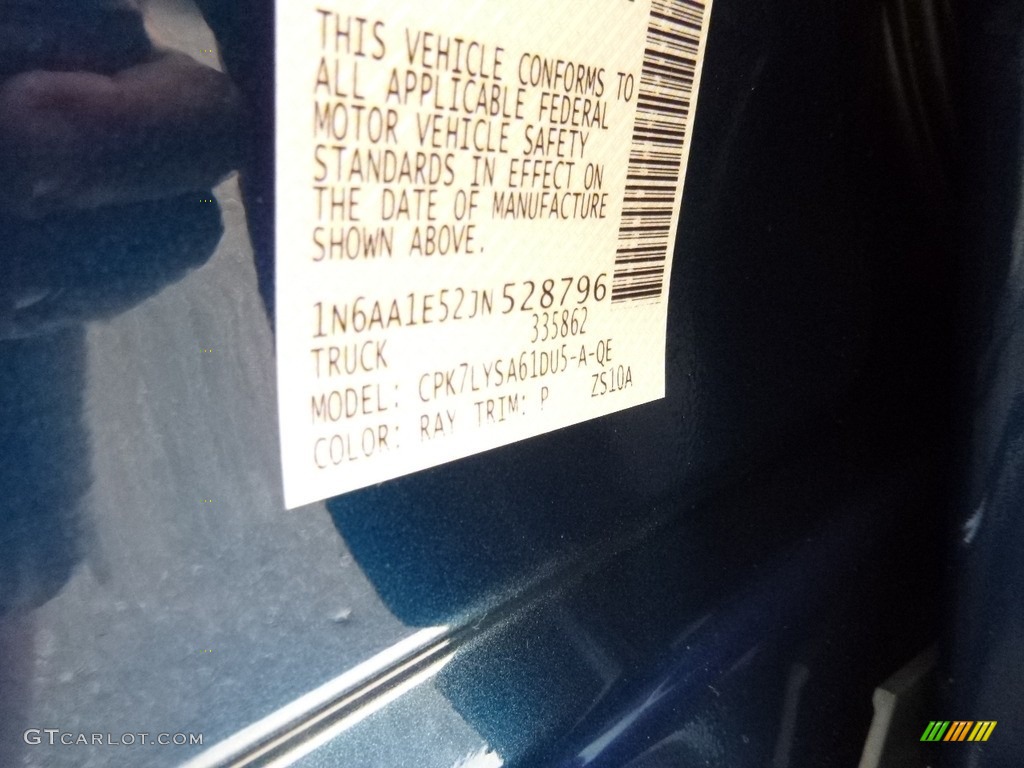 THIS VEHICLE CONFORMS TO
ALL APPLICABLE FEDERAL
MOTOR VEHICLE SAFETY
STANDARDS IN EFFECT ON
THE DATE OF MANUFACTURE
SHOWN ABOVE.
1N6AA1E52JN528796
TRUCK 335862
MODEL: CPK7LYSA61DU5-A-QE
COLOR: RAY TRIM: P ZS10A
GTCARLOT.COM